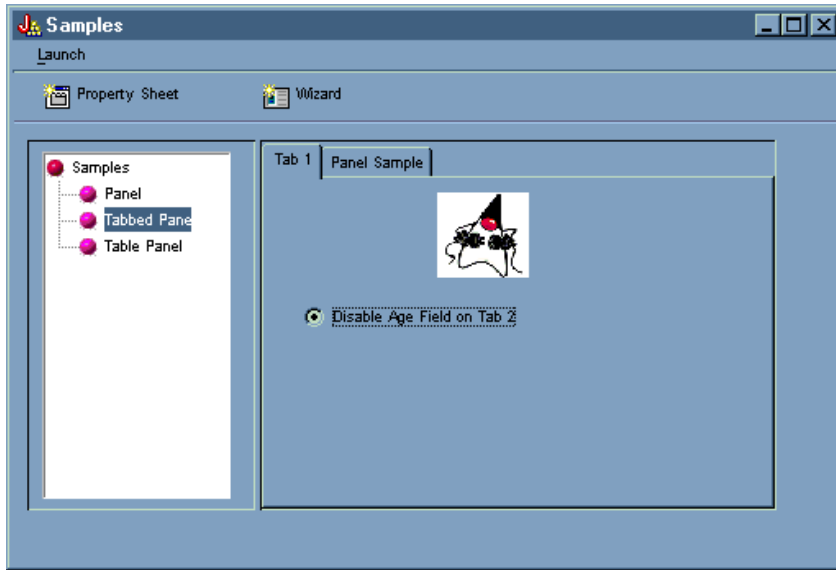 Samples
Launch
Property Sheet
Wizard
Samples
Panel
Tabbed Pane
Table Panel
Tab 1
Panel Sample
Disable Age Field on Tab 2